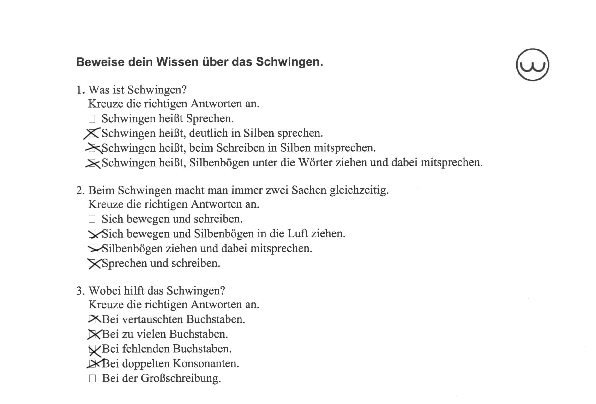 Beweise dein Wissen über das Schwingen.
1. Was ist Schwingen?
Kreuze die richtigen Antworten an.
Schwingen heißt Sprechen.
Schwingen heißt, deutlich in Silben sprechen.
Schwingen heißt, beim Schreiben in Silben mitsprechen.
Schwingen heißt, Silbenbögen unter die Wörter ziehen und dabei mitsprechen.
2. Beim Schwingen macht man immer zwei Sachen gleichzeitig.
Kreuze die richtigen Antworten an.
Sich bewegen und schreiben.
Sich bewegen und Silbenbögen in die Luft ziehen.
Silbenbögen ziehen und dabei mitsprechen.
Sprechen und schreiben.
3. Wobei hilft das Schwingen?
Kreuze die richtigen Antworten an.
Bei vertauschten Buchstaben.
Bei zu vielen Buchstaben.
Bei fehlenden Buchstaben.
Bei doppelten Konsonanten.
Bei der Großschreibung.